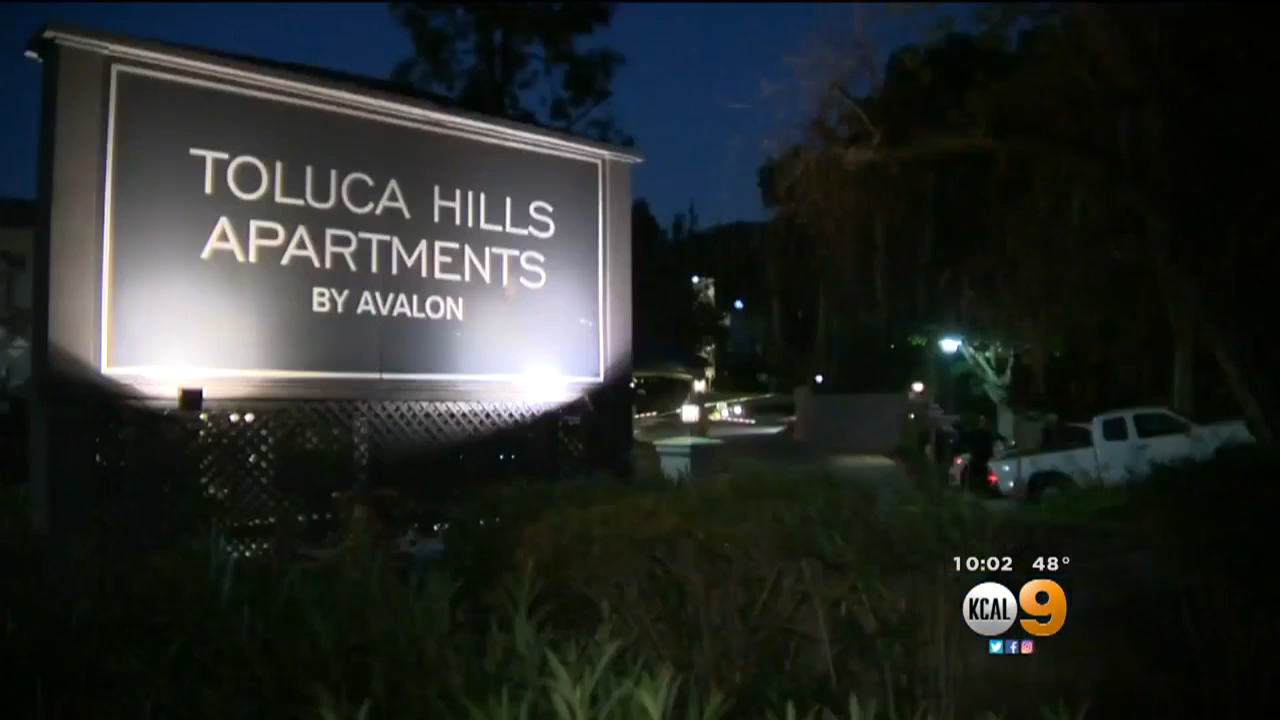 TOLUCA HILLS
APARTMENTS
BY AVALON
10:02 48°
KCAL 9